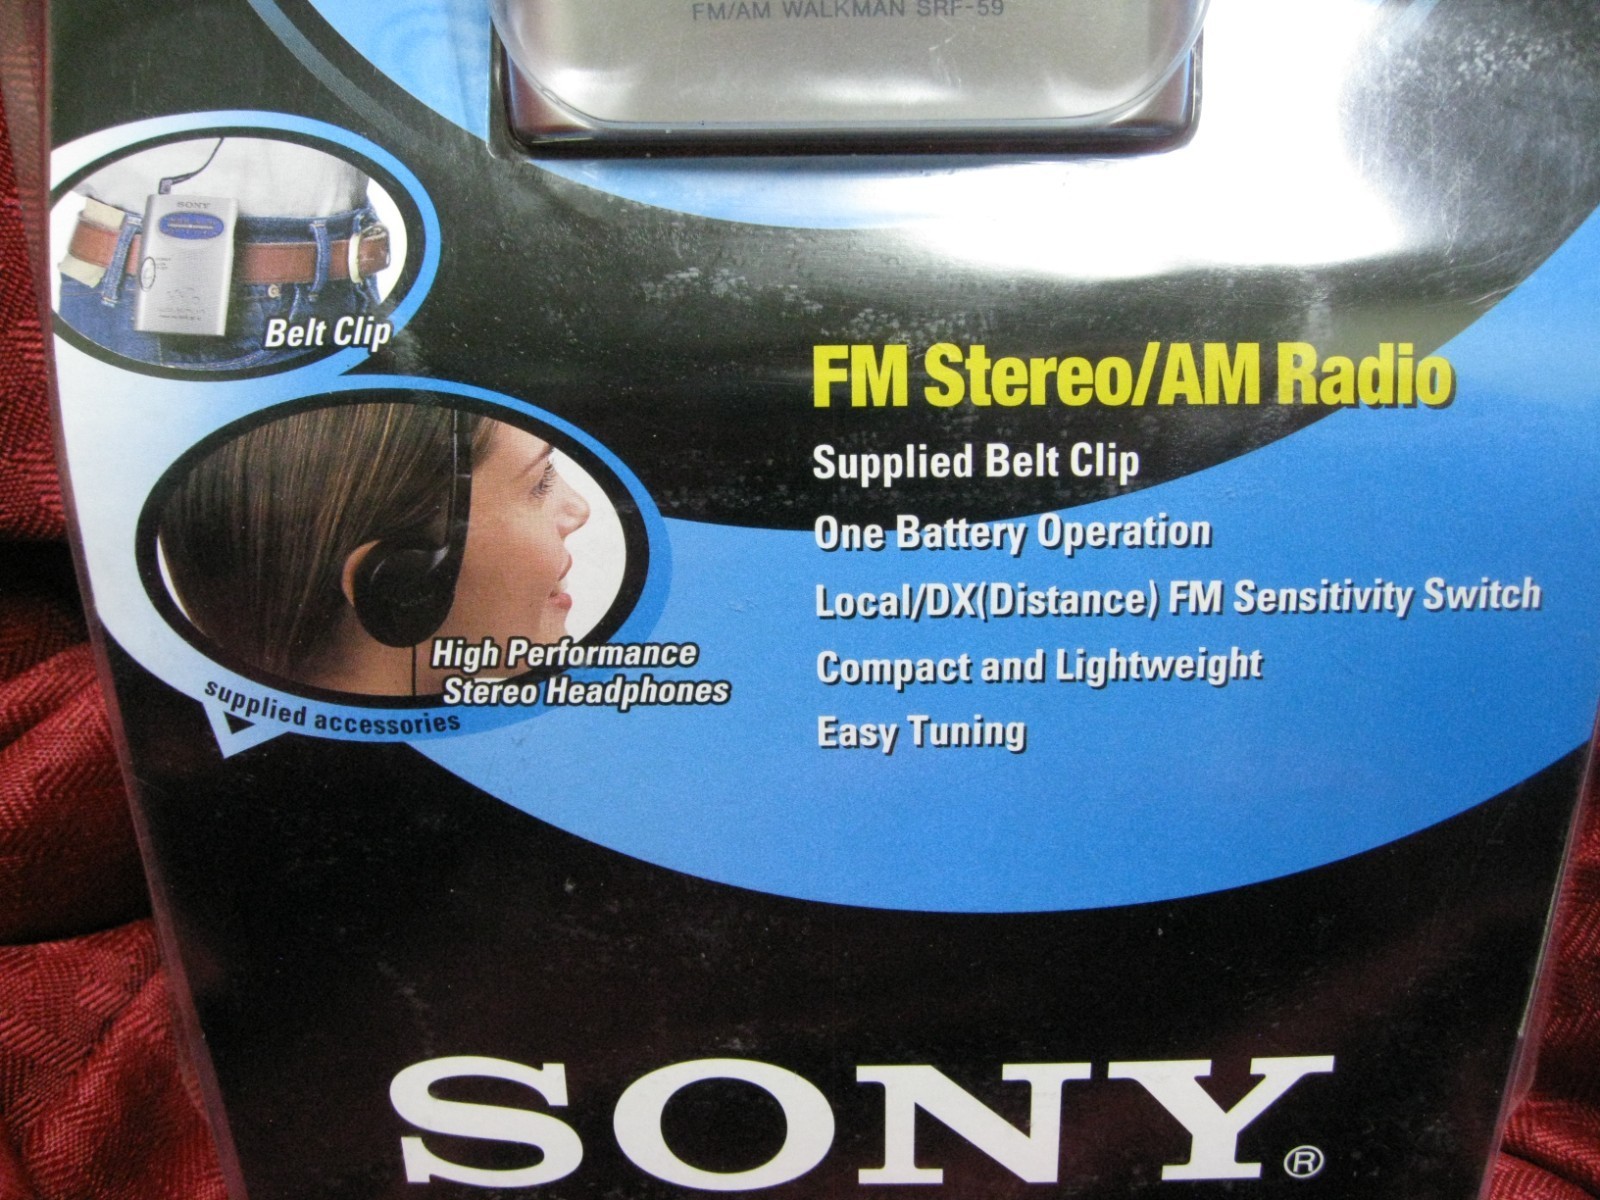 FM/AM WALKMAN SRF-59
SONY
Belt Clip
High Performance
Stereo Headphones
supplied accessories
FM Stereo/AM Radio
Supplied Belt Clip
One Battery Operation
Local/DX(Distance) FM Sensitivity Switch
Compact and Lightweight
Easy Tuning
SONY®